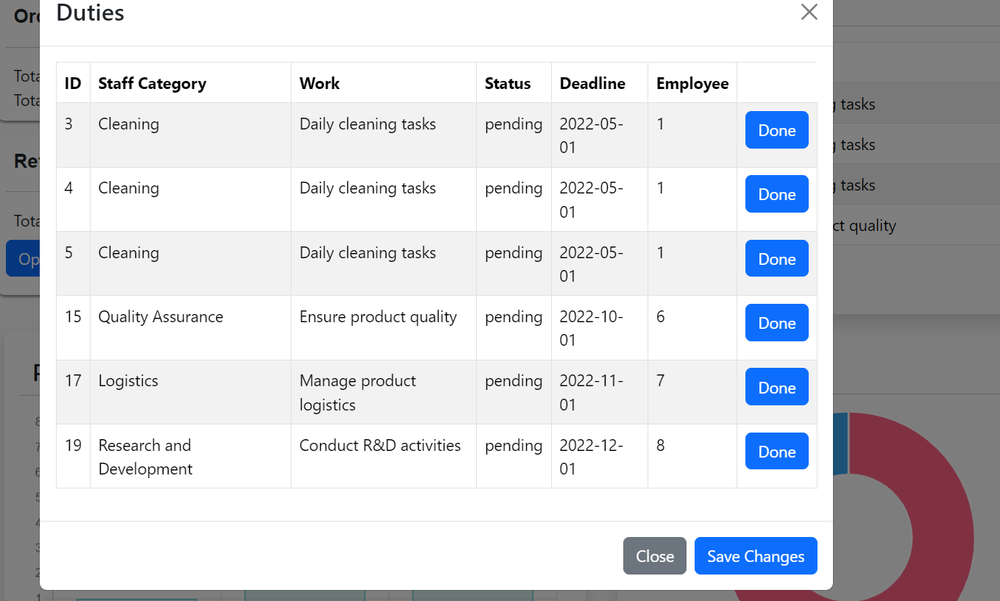 Duties
ID Staff Category Work Status Deadline Employee
3 Cleaning Daily cleaning tasks pending 2022-05-
01 1 Done
4 Cleaning Daily cleaning tasks pending 2022-05-
01 1 Done
5 Cleaning Daily cleaning tasks pending 2022-05-
01 1 Done
15 Quality Assurance Ensure product quality pending 2022-10-
01 6 Done
17 Logistics Manage product
logistics pending 2022-11-
01 7 Done
19 Research and
Development Conduct R&D activities pending 2022-12-
01 8 Done
Close Save Changes
tasks
tasks
tasks
quality